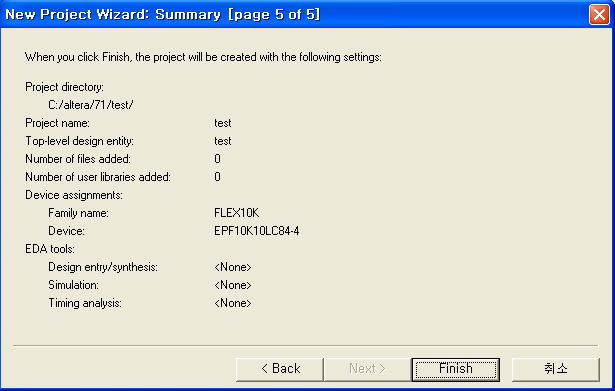 New Project Wizard: Summary [page 5 of 5]
When you click Finish, the project will be created with the following settings:
Project directory:
C:/altera/71/test/
Project name: test
Top-level design entity: test
Number of files added: 0
Number of user libraries added: 0
Device assignments:
Family name: FLEX10K
Device: EPF10K10LC84-4
EDA tools:
Design entry/synthesis: <None>
Simulation: <None>
Timing analysis: <None>
< Back Next > Finish 취소